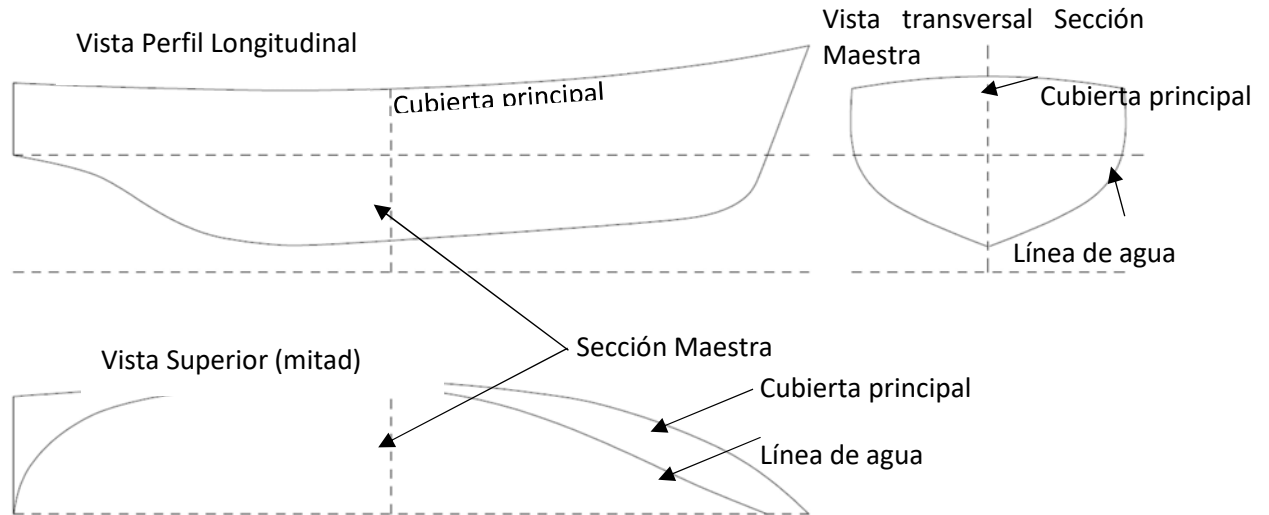 Vista Perfil Longitudinal
Vista transversal Sección
Maestra
Cubierta principal
Cubierta principal
Línea de agua
Sección Maestra
Vista Superior (mitad)
Cubierta principal
Línea de agua